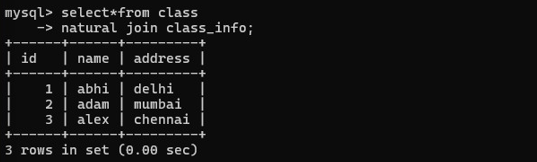 mysql> select*from class
    -> natural join class_info;
+------+------+---------+
| id   | name | address |
+------+------+---------+
|    1 | abhi | delhi   |
|    2 | adam | mumbai  |
|    3 | alex | chennai |
+------+------+---------+
3 rows in set (0.00 sec)